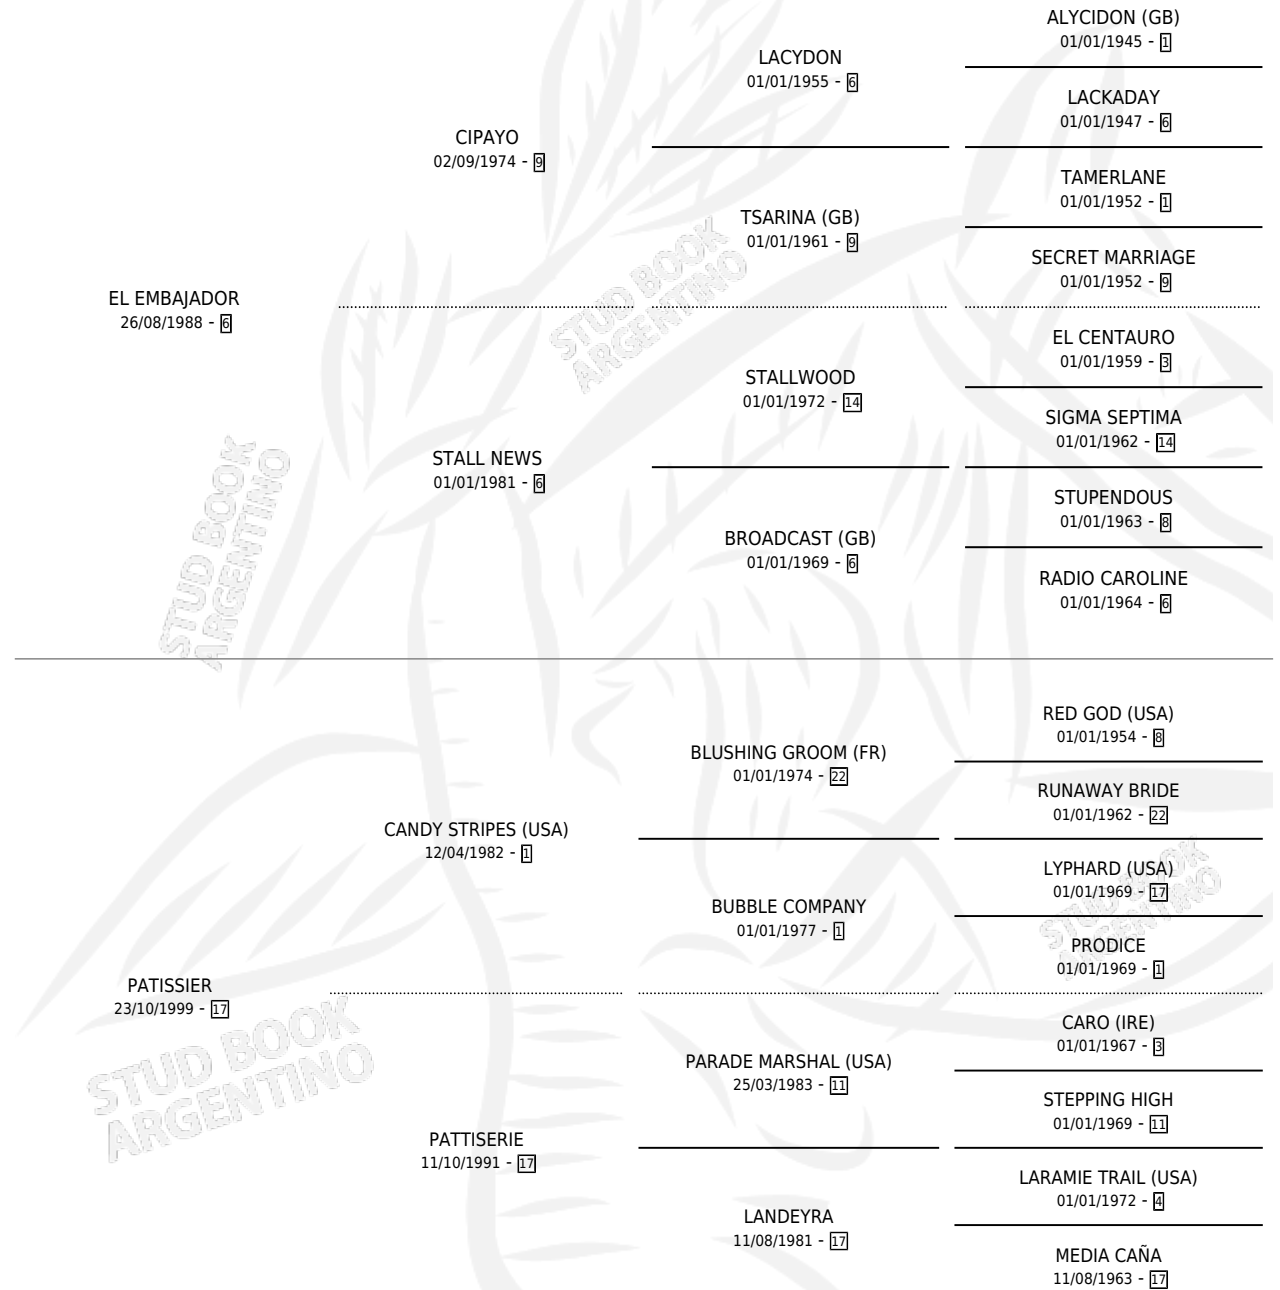 ALYCIDON (GB)
01/01/1945 - 1
LACYDON
01/01/1955 - 6
LACKADAY
01/01/1947 - 6
CIPAYO
02/09/1974 - 9
TAMERLANE
01/01/1952 - 1
TSARINA (GB)
01/01/1961 - 9
SECRET MARRIAGE
01/01/1952 - 9
EL EMBAJADOR
26/08/1988 - 6
EL CENTAURO
01/01/1959 - 3
STALLWOOD
01/01/1972 - 14
SIGMA SEPTIMA
01/01/1962 - 14
STALL NEWS
01/01/1981 - 6
STUPENDOUS
01/01/1963 - 8
BROADCAST (GB)
01/01/1969 - 6
RADIO CAROLINE
01/01/1964 - 6
STUD BOOK
ARGENTINO
STUD BOOK
ARGENTINO
RED GOD (USA)
01/01/1954 - 8
BLUSHING GROOM (FR)
01/01/1974 - 22
RUNAWAY BRIDE
01/01/1962 - 22
CANDY STRIPES (USA)
12/04/1982 - 1
LYPHARD (USA)
01/01/1969 - 17
BUBBLE COMPANY
01/01/1977 - 1
PRODICE
01/01/1969 - 1
PATISSIER
23/10/1999 - 17
CARO (IRE)
01/01/1967 - 3
PARADE MARSHAL (USA)
25/03/1983 - 11
STEPPING HIGH
01/01/1969 - 11
PATTISERIE
11/10/1991 - 17
LARAMIE TRAIL (USA)
01/01/1972 - 4
LANDEYRA
11/08/1981 - 17
MEDIA CAÑA
11/08/1963 - 17
STUD BOOK
ARGENTINO
STUD BOOK
ARGENTINO